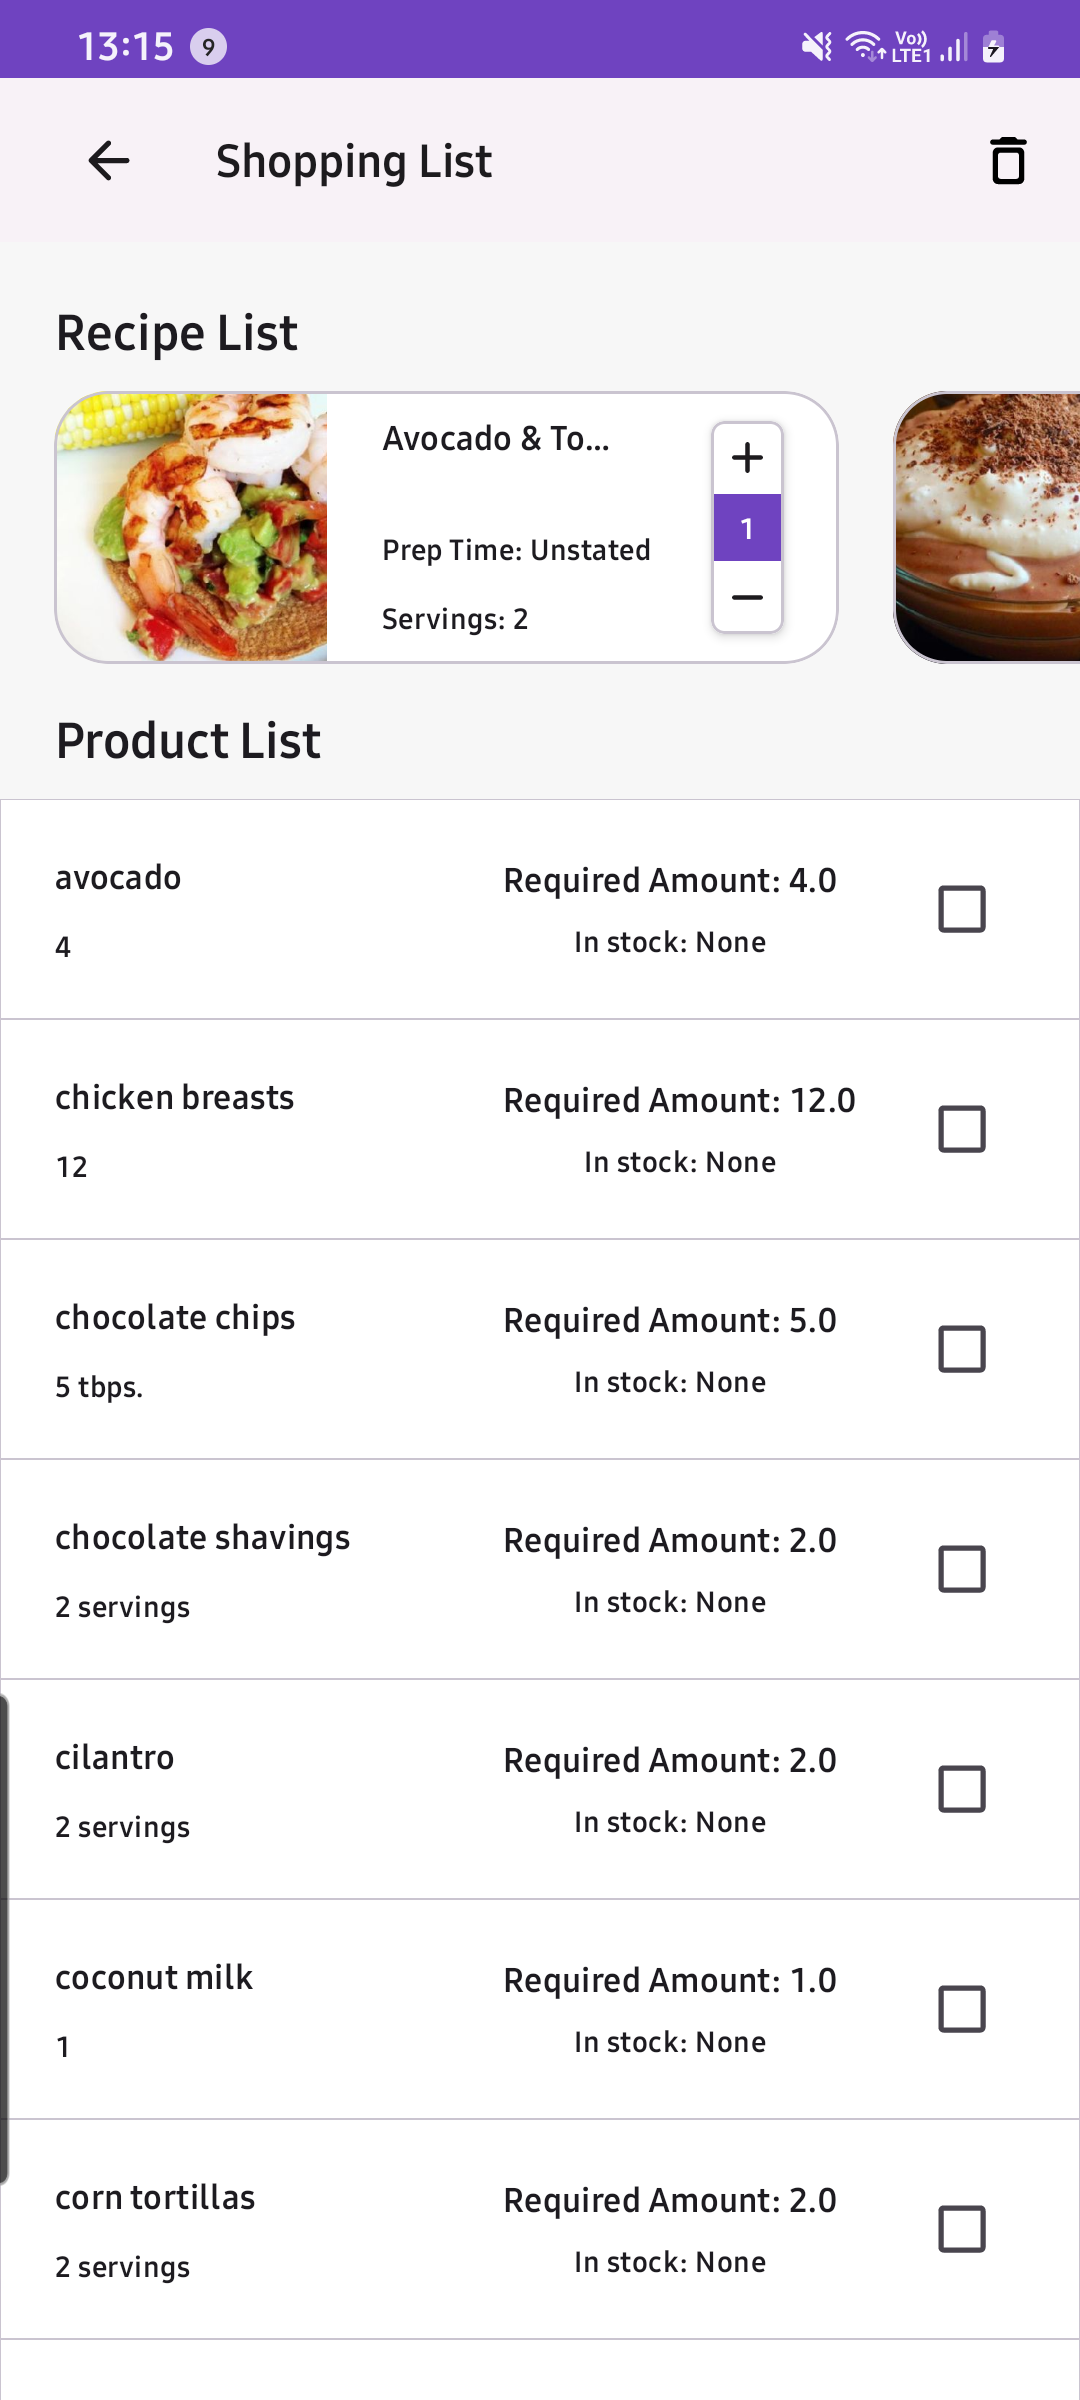 13:15 9 Vo)) LTE1
Shopping List
Recipe List
Avocado & To...
Prep Time: Unstated
Servings: 2
1
Product List
avocado
4
Required Amount: 4.0
In stock: None
chicken breasts
12
Required Amount: 12.0
In stock: None
chocolate chips
5 tbps.
Required Amount: 5.0
In stock: None
chocolate shavings
2 servings
Required Amount: 2.0
In stock: None
cilantro
2 servings
Required Amount: 2.0
In stock: None
coconut milk
1
Required Amount: 1.0
In stock: None
corn tortillas
2 servings
Required Amount: 2.0
In stock: None